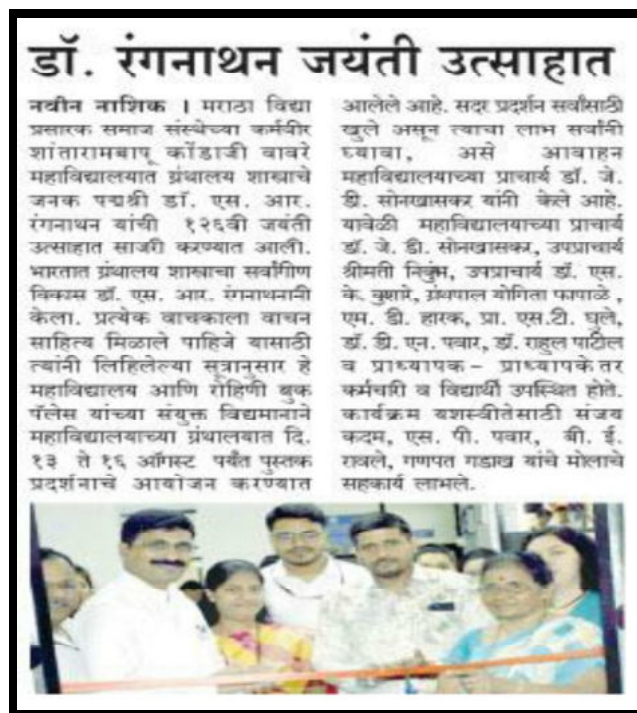 डॉ. रंगनाथन जयंती उत्साहात
नवीन नाशिक । मराठा विद्या
प्रसारक समाज संस्थेच्या कर्मवीर
शांतारामबापू कोंडाजी वावरे
महाविद्यालयात ग्रंथालय शास्त्राचे
जनक पद्मश्री डॉ. एस. आर.
रंगनाथन यांची १२६वी जयंती
उत्साहात साजरी करण्यात आली.
भारतात ग्रंथालय शास्त्राचा सर्वांगीण
विकास डॉ. एस. आर. रंगनाथनानी
केला. प्रत्येक वाचकाला वाचन
साहित्य मिळाले पाहिजे यासाठी
त्यांनी लिहिलेल्या सूत्रानुसार हे
महाविद्यालय आणि रोहिणी बुक
पॅलेस यांच्या संयुक्त विद्यमानाने
महाविद्यालयाच्या ग्रंथालयात दि.
१३ ते १६ ऑगस्ट पर्यंत पुस्तक
प्रदर्शनाचे आयोजन करण्यात
आलेले आहे. सदर प्रदर्शन सर्वांसाठी
खुले असून त्याचा लाभ सर्वांनी
घ्यावा, असे आवाहन
महाविद्यालयाच्या प्राचार्य डॉ. जे.
डी. सोनखासकर यांनी केले आहे.
यावेळी महाविद्यालयाच्या प्राचार्य
डॉ. जे. डी. सोनखासकर, उपप्राचार्य
श्रीमती निकुंभ, उपप्राचार्य डॉ. एस.
के. कुशारे, ग्रंथपाल योगिता फापाळे,
एम. डी. हारक, प्रा. एस.टी. घुले,
डॉ. डी. एन. पवार, डॉ. राहुल पाटील
व प्राध्यापक – प्राध्यापकेतर
कर्मचारी व विद्यार्थी उपस्थित होते.
कार्यक्रम यशस्वीतेसाठी संजय
कदम, एस. पी. पवार, बी. ई.
रावले, गणपत गडाख यांचे मोलाचे
सहकार्य लाभले.